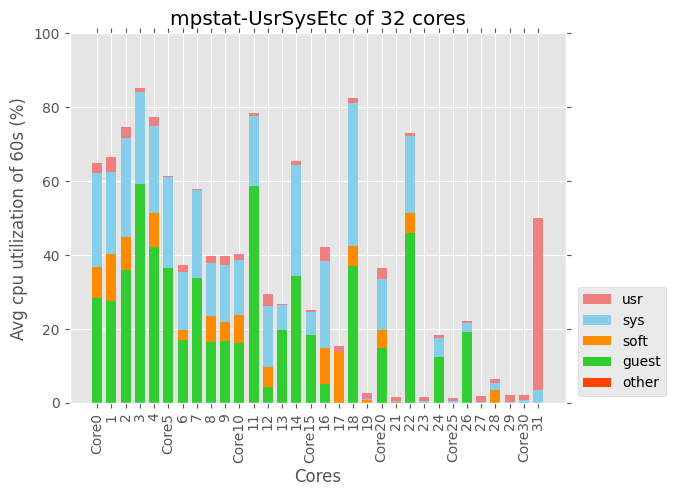 mpstat-UsrSysEtc of 32 cores
Avg cpu utilization of 60s (%)
100
80
60
40
20
0
Core0
1
2
3
4
Core5
6
7
8
9
Core10
11
12
13
14
Core15
16
17
18
19
Core20
21
22
23
24
Core25
26
27
28
29
Core30
31
Cores
usr
sys
soft
guest
other